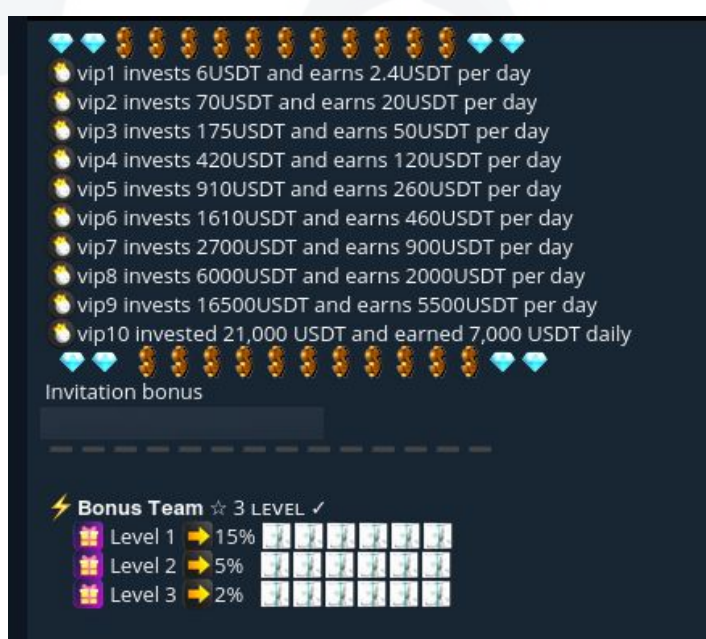 vip1 invests 6USDT and earns 2.4USDT per day
vip2 invests 70USDT and earns 20USDT per day
vip3 invests 175USDT and earns 50USDT per day
vip4 invests 420USDT and earns 120USDT per day
vip5 invests 910USDT and earns 260USDT per day
vip6 invests 1610USDT and earns 460USDT per day
vip7 invests 2700USDT and earns 900USDT per day
vip8 invests 6000USDT and earns 2000USDT per day
vip9 invests 16500USDT and earns 5500USDT per day
vip10 invested 21,000 USDT and earned 7,000 USDT daily
Invitation bonus
⚡ Bonus Team ☆ 3 ʟᴇᴠᴇʟ ✓
Level 1 ➡ 15%
Level 2 ➡ 5%
Level 3 ➡ 2%